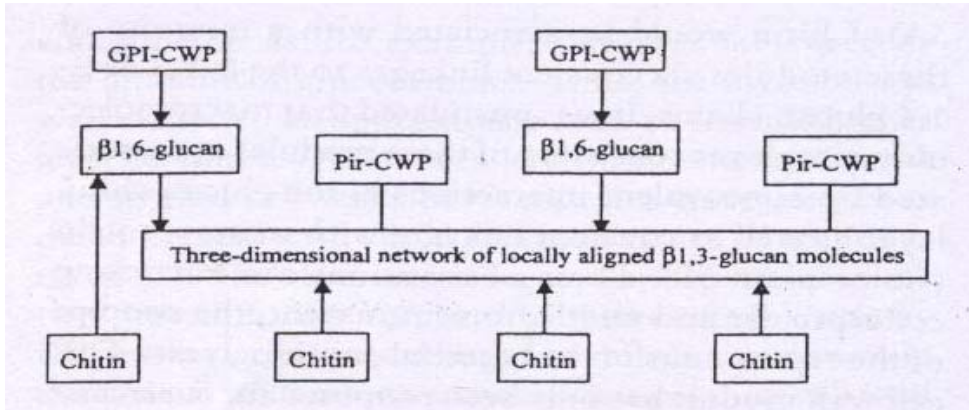 GPI-CWP
GPI-CWP
β1,6-glucan
Pir-CWP
β1,6-glucan
Pir-CWP
Three-dimensional network of locally aligned β1,3-glucan molecules
Chitin
Chitin
Chitin
Chitin